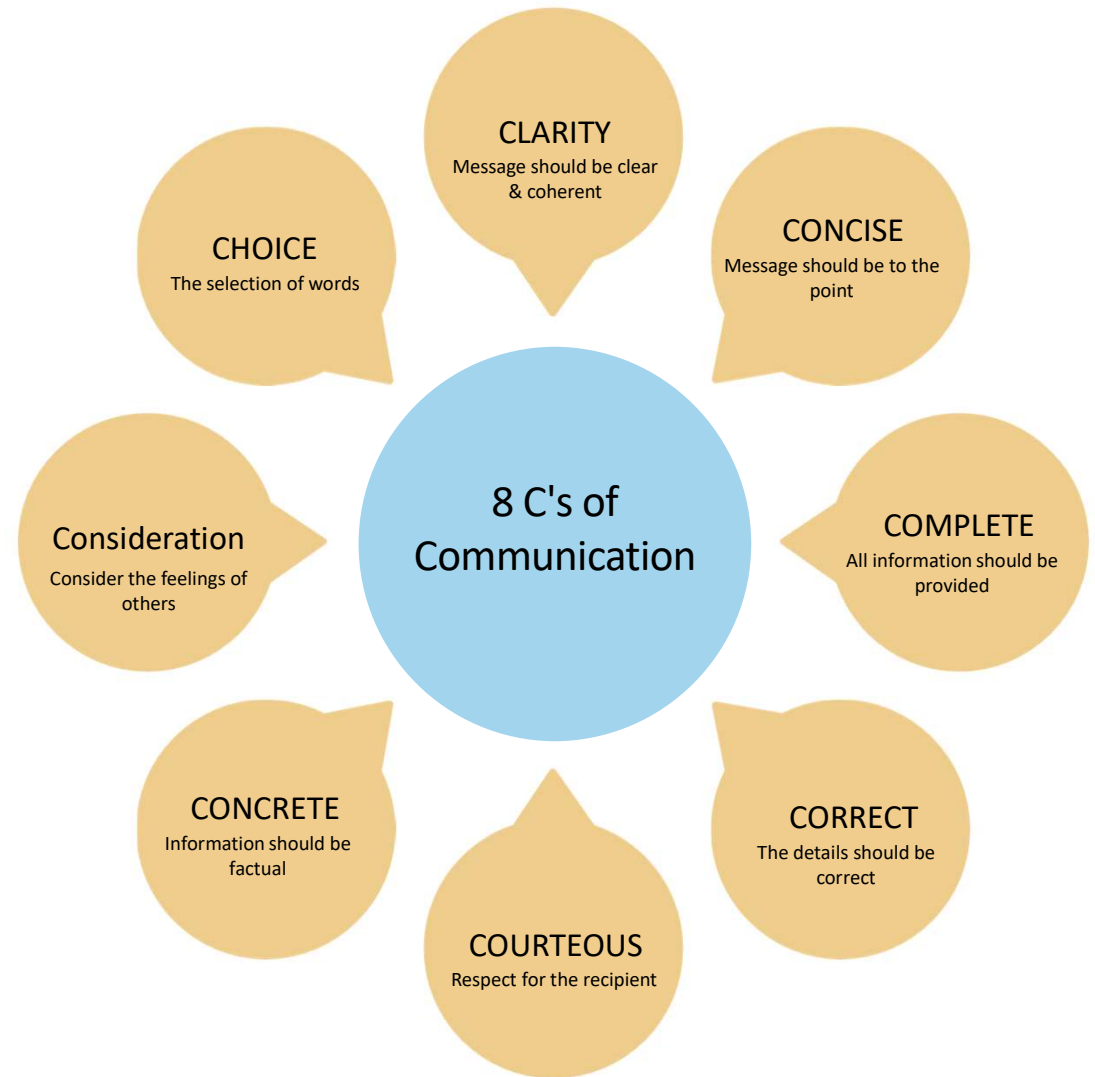 CLARITY
Message should be clear
& coherent
CONCISE
Message should be to the
point
COMPLETE
All information should be
provided
CORRECT
The details should be
correct
COURTEOUS
Respect for the recipient
CONCRETE
Information should be
factual
Consideration
Consider the feelings of
others
CHOICE
The selection of words
8 C's of
Communication